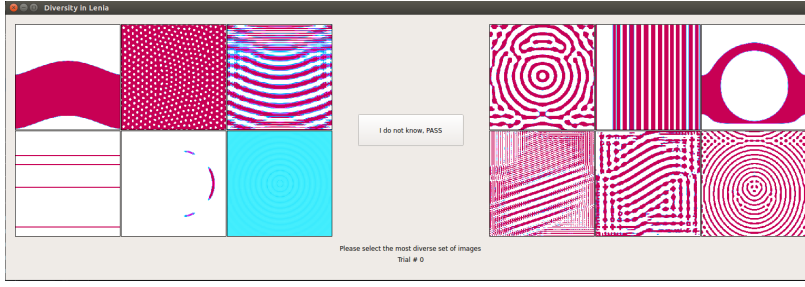 Diversity in Lenia
I do not know, PASS
Please select the most diverse set of images
Trial # 0